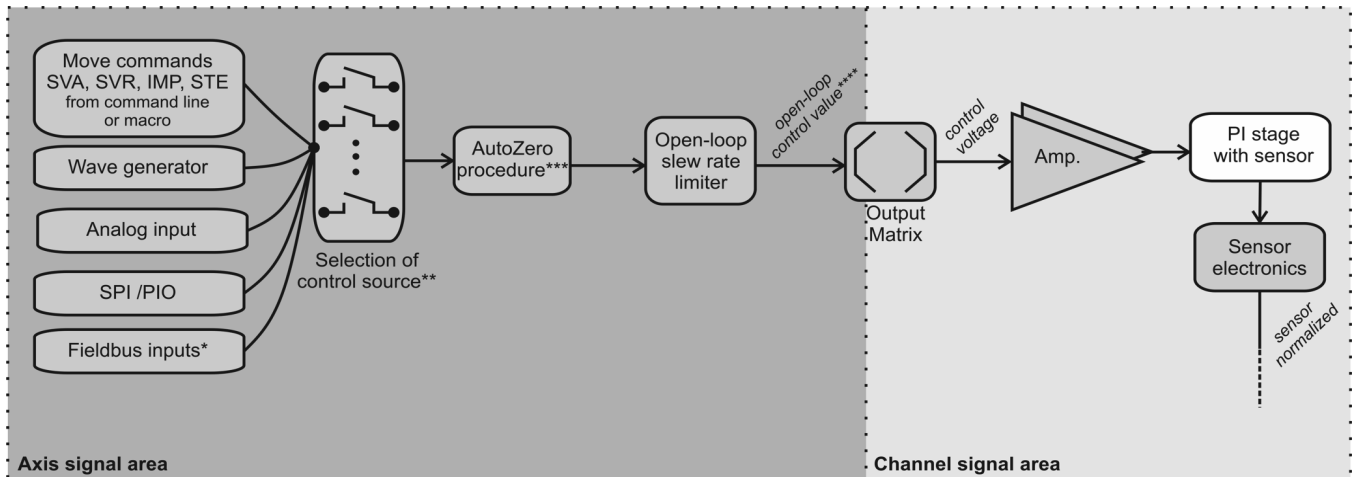 Move commands
SVA, SVR, IMP, STE
from command line
or macro
Wave generator
Analog input
SPI /PIO
Fieldbus inputs*
Selection of
control source**
AutoZero
procedure***
Open-loop
slew rate
limiter
open-loop
control value****
Output
Matrix
control
voltage
Amp.
PI stage
with sensor
Sensor
electronics
sensor
normalized
Axis signal area
Channel signal area